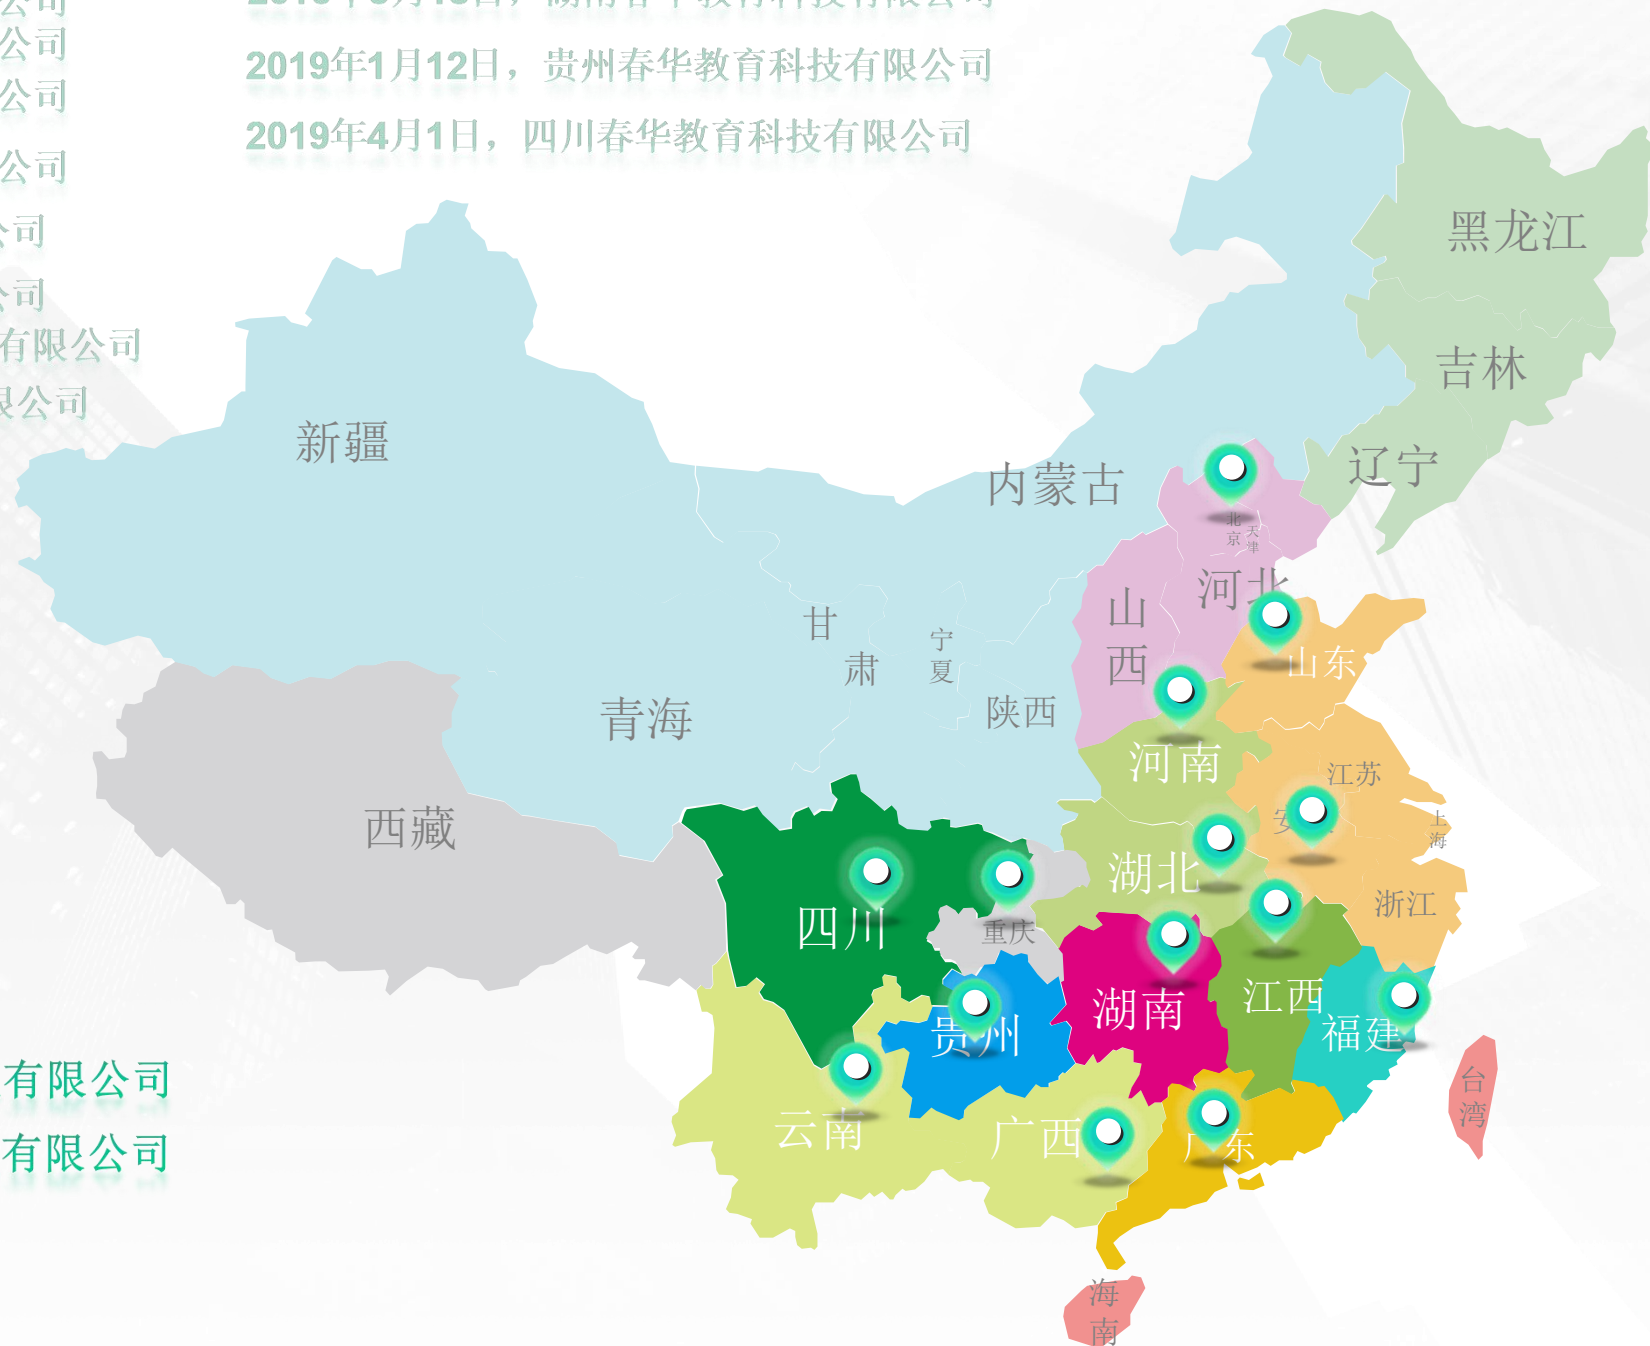 公司
公司
公司
公司
公司
公司
有限公司
限公司
2019年1月12日，贵州春华教育科技有限公司
2019年4月1日，四川春华教育科技有限公司
黑龙江
吉林
辽宁
新疆
内蒙古
北京
天津
河北
山西
甘肃
宁夏
山东
陕西
青海
河南
江苏
西藏
上海
湖北
浙江
四川
重庆
湖南
江西
贵州
福建
有限公司
台湾
云南
广西
广东
有限公司
海南